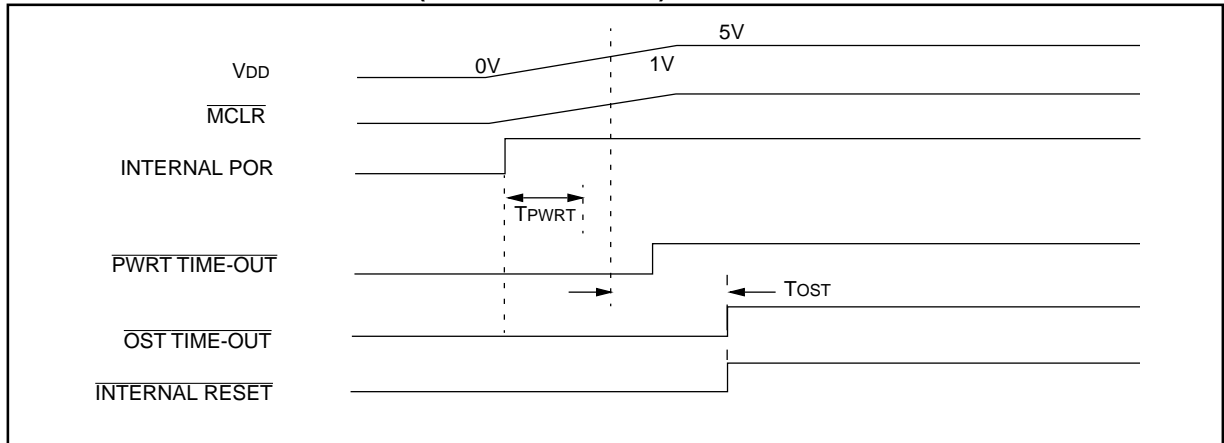 5V
0V
1V
VDD
MCLR
INTERNAL POR
TPWRT
PWRT TIME-OUT
TOST
OST TIME-OUT
INTERNAL RESET